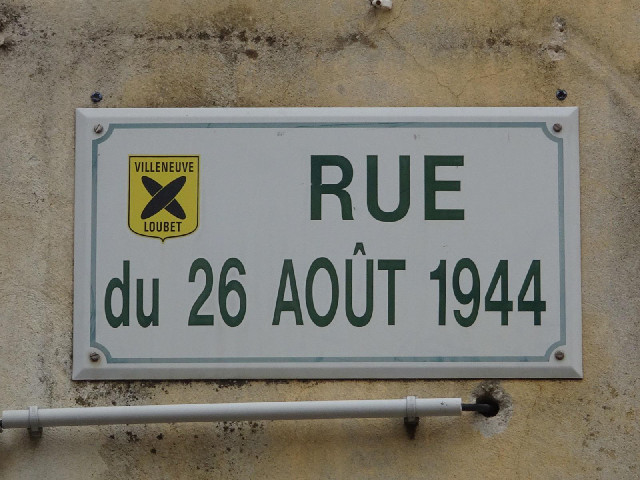 VILLENEUVE
LOUBET
RUE
du 26 AOÛT 1944